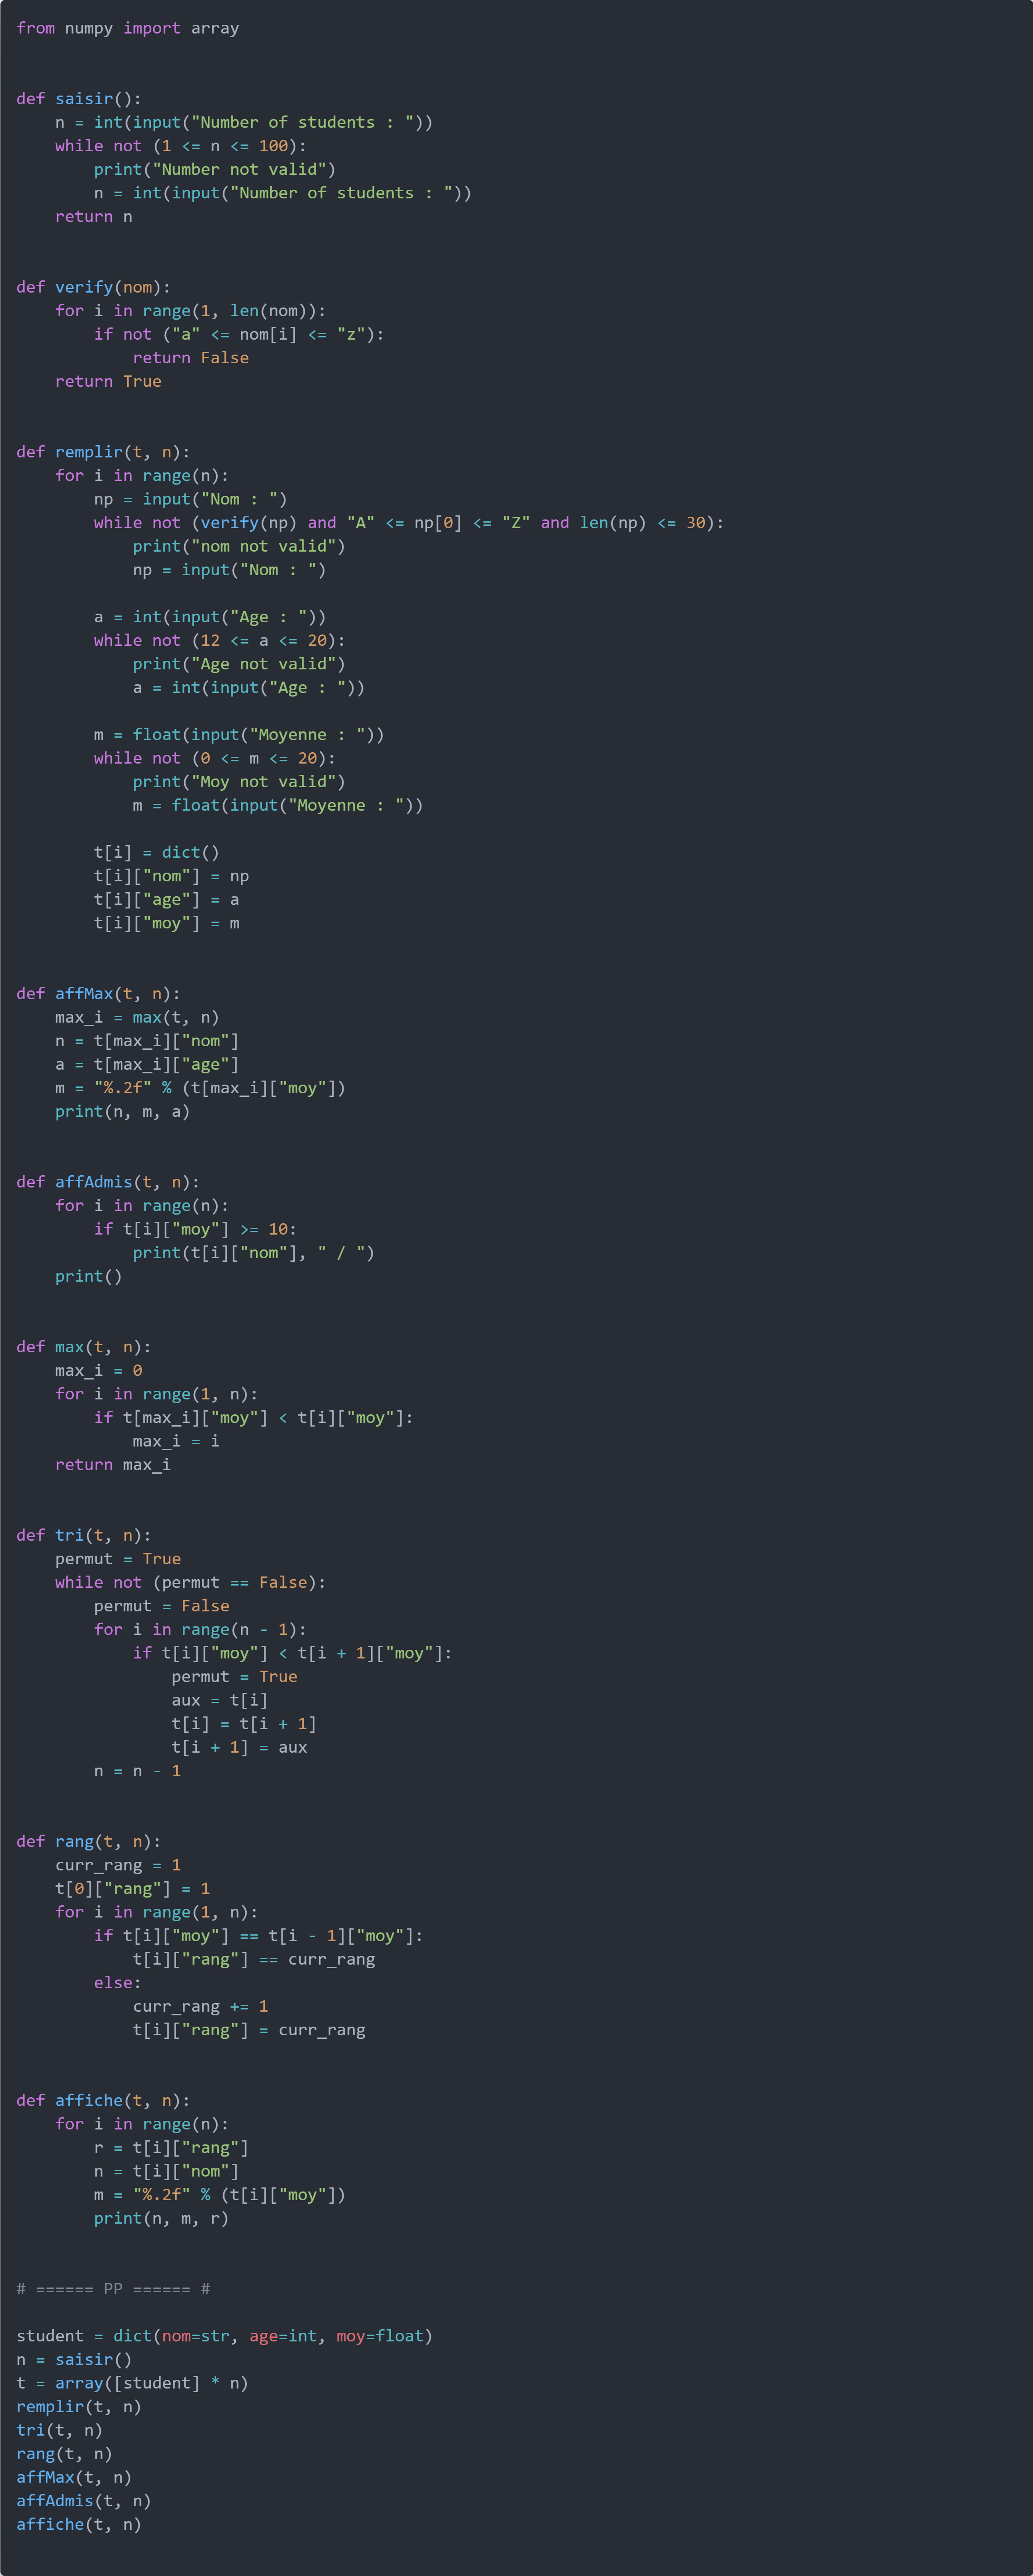 from numpy import array


def saisir():
    n = int(input("Number of students : "))
    while not (1 <= n <= 100):
        print("Number not valid")
        n = int(input("Number of students : "))
    return n


def verify(nom):
    for i in range(1, len(nom)):
        if not ("a" <= nom[i] <= "z"):
            return False
    return True


def remplir(t, n):
    for i in range(n):
        np = input("Nom : ")
        while not (verify(np) and "A" <= np[0] <= "Z" and len(np) <= 30):
            print("nom not valid")
            np = input("Nom : ")

        a = int(input("Age : "))
        while not (12 <= a <= 20):
            print("Age not valid")
            a = int(input("Age : "))

        m = float(input("Moyenne : "))
        while not (0 <= m <= 20):
            print("Moy not valid")
            m = float(input("Moyenne : "))

        t[i] = dict()
        t[i]["nom"] = np
        t[i]["age"] = a
        t[i]["moy"] = m


def affMax(t, n):
    max_i = max(t, n)
    n = t[max_i]["nom"]
    a = t[max_i]["age"]
    m = "%.2f" % (t[max_i]["moy"])
    print(n, m, a)


def affAdmis(t, n):
    for i in range(n):
        if t[i]["moy"] >= 10:
            print(t[i]["nom"], " / ")
    print()


def max(t, n):
    max_i = 0
    for i in range(1, n):
        if t[max_i]["moy"] < t[i]["moy"]:
            max_i = i
    return max_i


def tri(t, n):
    permut = True
    while not (permut == False):
        permut = False
        for i in range(n - 1):
            if t[i]["moy"] < t[i + 1]["moy"]:
                permut = True
                aux = t[i]
                t[i] = t[i + 1]
                t[i + 1] = aux
        n = n - 1


def rang(t, n):
    curr_rang = 1
    t[0]["rang"] = 1
    for i in range(1, n):
        if t[i]["moy"] == t[i - 1]["moy"]:
            t[i]["rang"] == curr_rang
        else:
            curr_rang += 1
            t[i]["rang"] = curr_rang


def affiche(t, n):
    for i in range(n):
        r = t[i]["rang"]
        n = t[i]["nom"]
        m = "%.2f" % (t[i]["moy"])
        print(n, m, r)


# ====== PP ====== #

student = dict(nom=str, age=int, moy=float)
n = saisir()
t = array([student] * n)
remplir(t, n)
tri(t, n)
rang(t, n)
affMax(t, n)
affAdmis(t, n)
affiche(t, n)